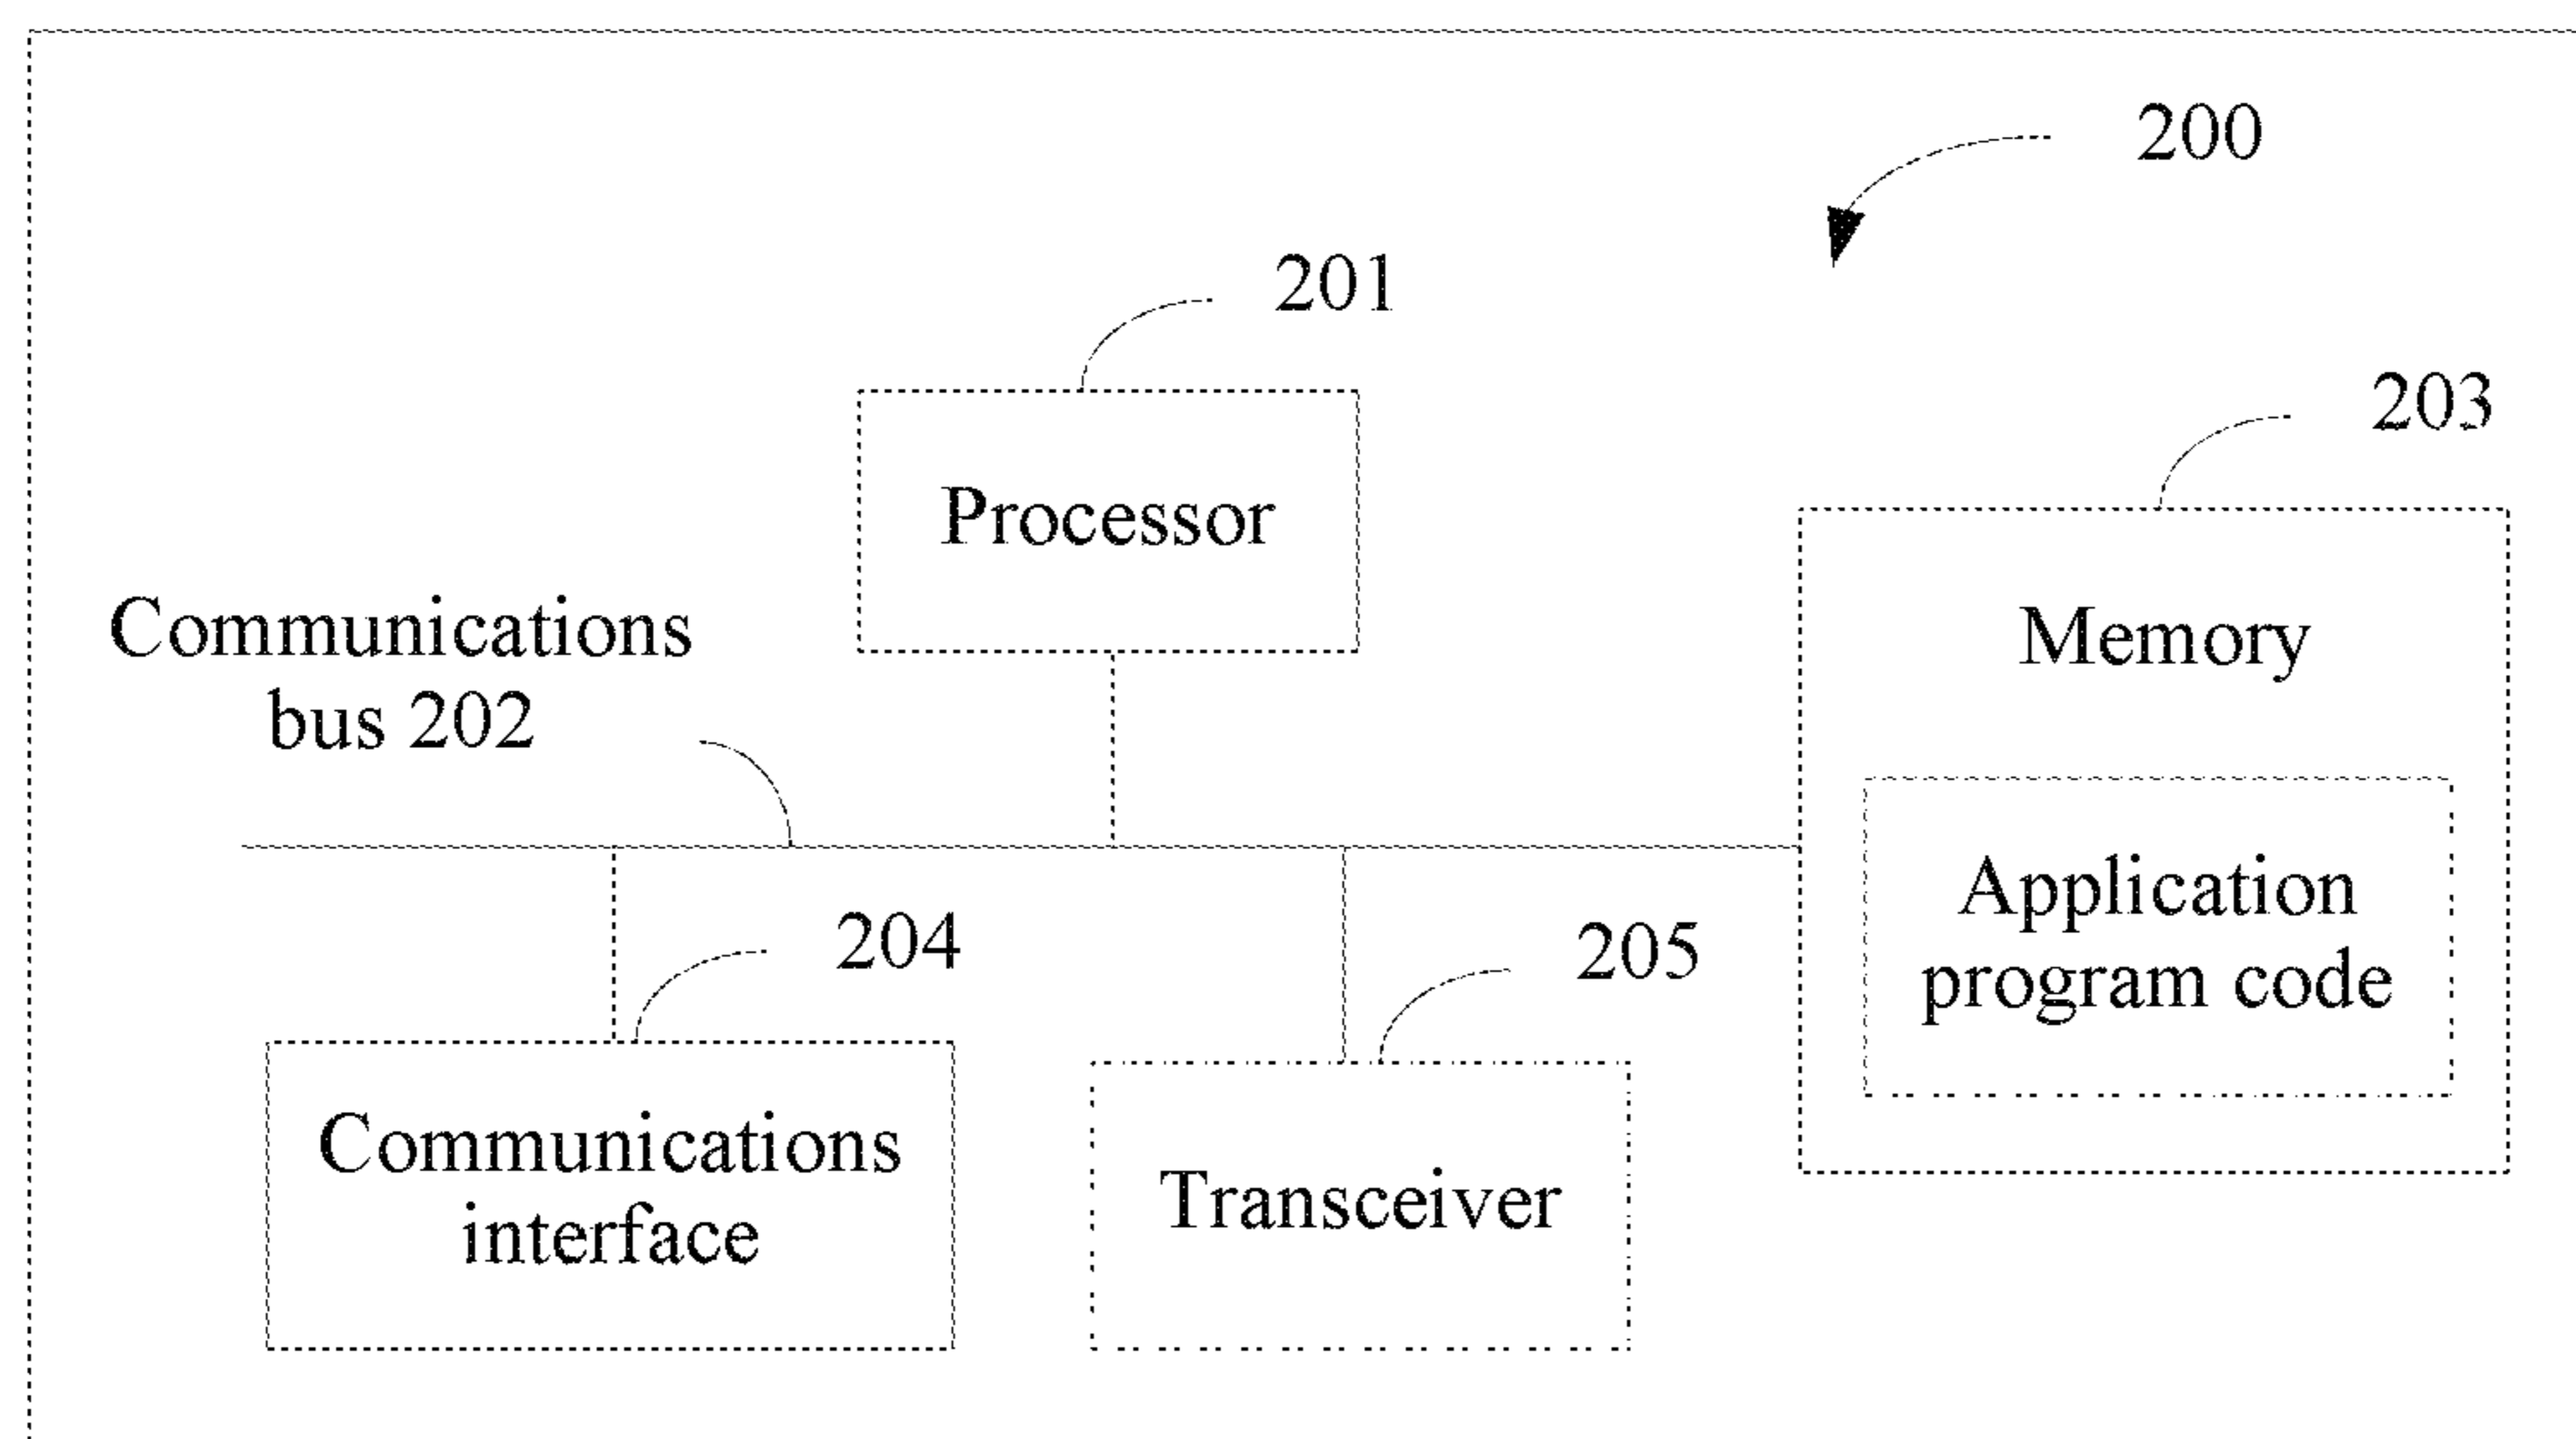 200
201
203
Processor
Memory
Communications
bus 202
Application
program code
204
205
Communications
interface
Transceiver